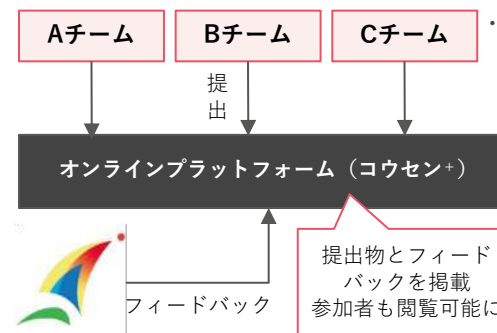 Aチーム
Bチーム
Cチーム
提
出
オンラインプラットフォーム（コウセン+）
フィードバック
提出物とフィード
バックを掲載
参加者も閲覧可能に